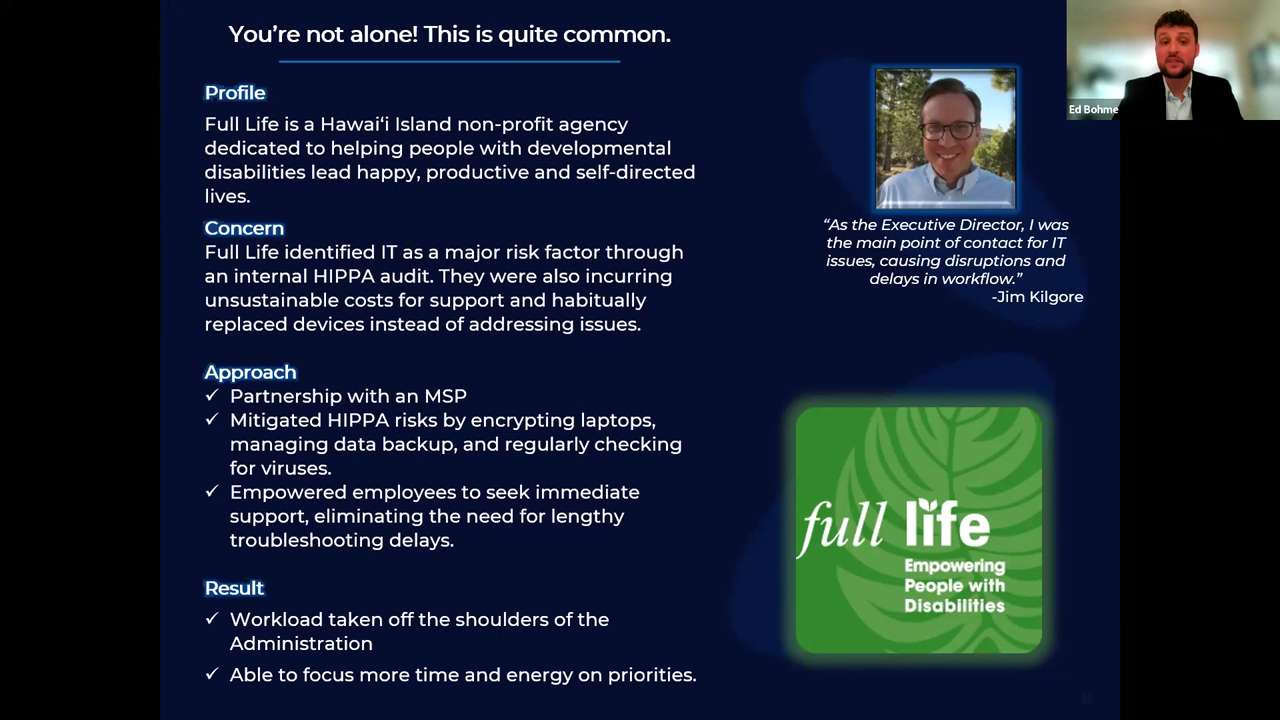 You're not alone! This is quite common.
Profile
Full Life is a Hawai‘i Island non-profit agency
dedicated to helping people with developmental
disabilities lead happy, productive and self-directed
lives.
Concern
Full Life identified IT as a major risk factor through
an internal HIPPA audit. They were also incurring
unsustainable costs for support and habitually
replaced devices instead of addressing issues.
Approach
✓ Partnership with an MSP
✓ Mitigated HIPPA risks by encrypting laptops,
managing data backup, and regularly checking
for viruses.
✓ Empowered employees to seek immediate
support, eliminating the need for lengthy
troubleshooting delays.
Result
✓ Workload taken off the shoulders of the
Administration
✓ Able to focus more time and energy on priorities.
Ed Bohme
“As the Executive Director, I was
the main point of contact for IT
issues, causing disruptions and
delays in workflow.”
-Jim Kilgore
full life
Empowering
People with
Disabilities